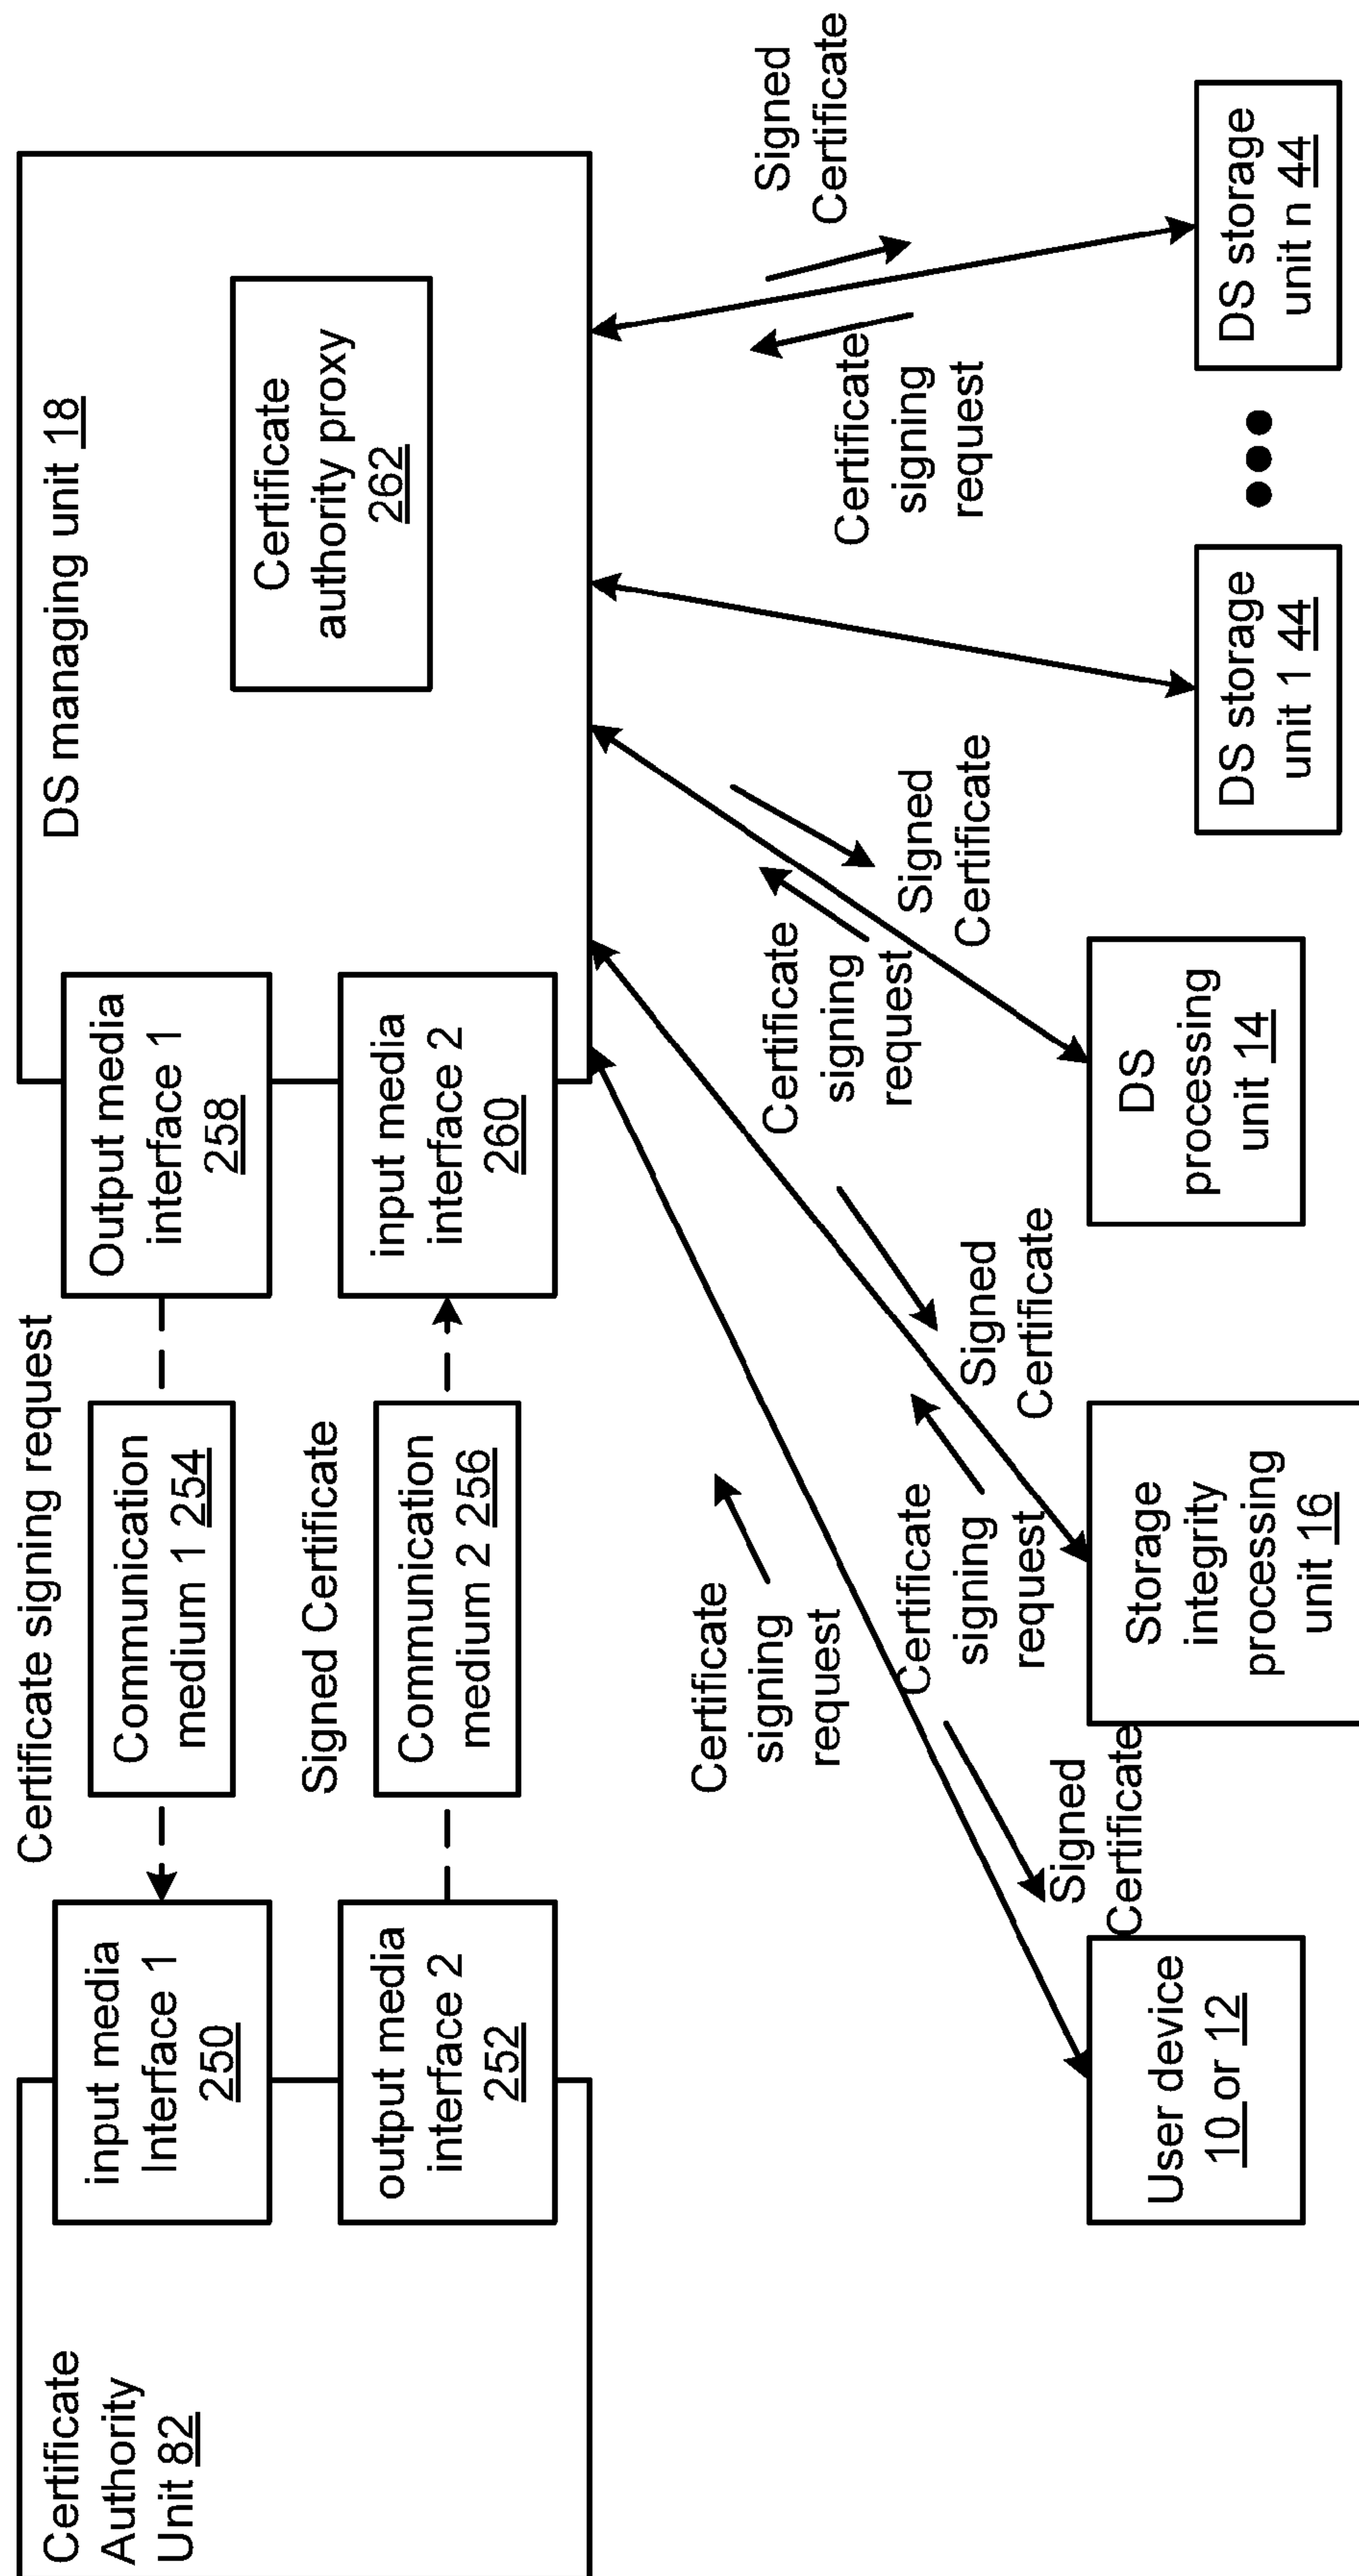 Certificate
Authority
Unit 82
input media
Interface 1
250
output media
interface 2
252
Certificate signing request
Communication
medium 1 254
Signed Certificate
Communication
medium 2 256
Output media
interface 1
258
input media
interface 2
260
DS managing unit 18
Certificate
authority proxy
262
Certificate
signing
request
Signed
Certificate
Certificate
signing
request
Signed
Certificate
Certificate
signing
request
Signed
Certificate
Certificate
signing
request
Signed
Certificate
User device
10 or 12
Storage
integrity
processing
unit 16
DS
processing
unit 14
DS storage
unit 1 44
DS storage
unit n 44